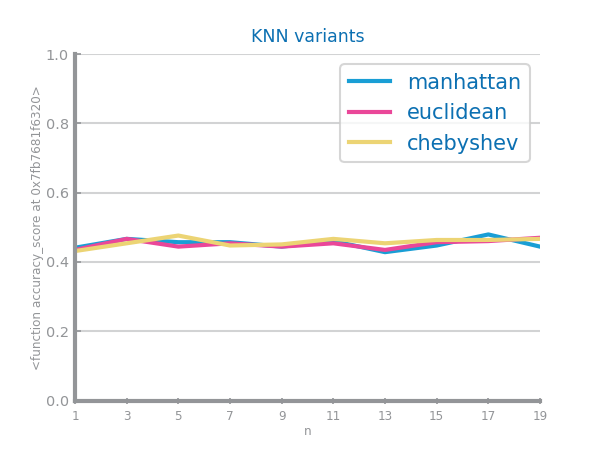 KNN variants
manhattan
euclidean
chebyshev
<function accuracy_score at 0x7fb7681f6320>
1.0
0.8
0.6
0.4
0.2
0.0
1 3 5 7 9 11 13 15 17 19
n